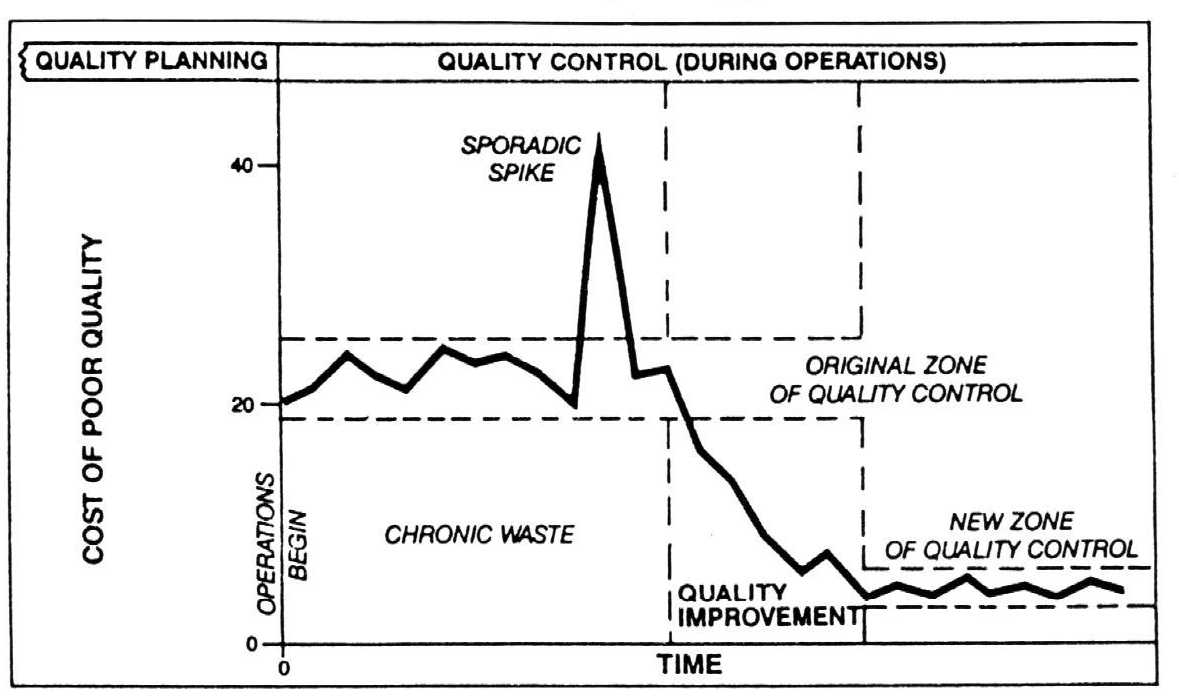 QUALITY PLANNING
QUALITY CONTROL (DURING OPERATIONS)
SPORADIC
SPIKE
40
COST OF POOR QUALITY
ORIGINAL ZONE
OF QUALITY CONTROL
20
OPERATIONS
BEGIN
CHRONIC WASTE
NEW ZONE
OF QUALITY CONTROL
QUALITY
IMPROVEMENT
0
0
TIME